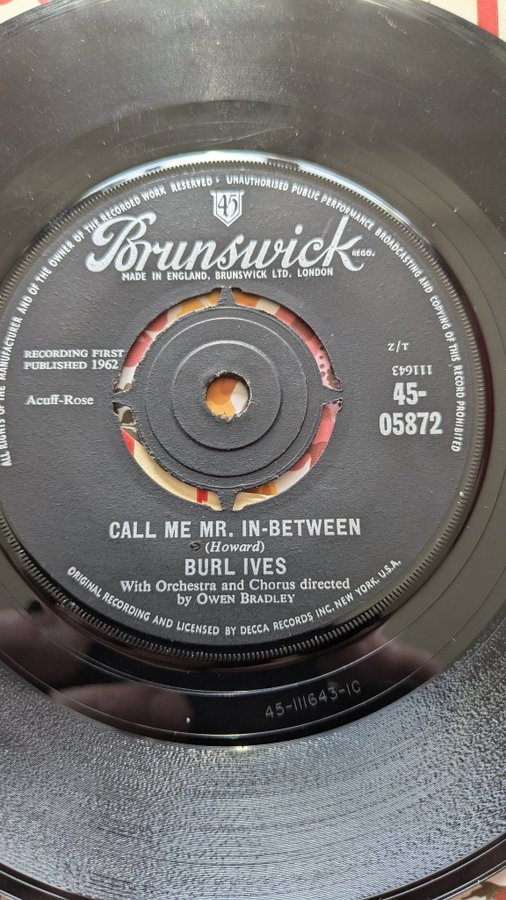 ALL RIGHTS OF THE MANUFACTURER AND OF THE OWNER OF THE RECORDED WORK RESERVED · UNAUTHORISED PUBLIC PERFORMANCE BROADCASTING AND COPYING OF THIS RECORD PROHIBITED
45
Brunswick
REGD.
MADE IN ENGLAND, BRUNSWICK LTD, LONDON
RECORDING FIRST
PUBLISHED 1962
Acuff-Rose
T/Z
111643
45-
05872
CALL ME MR. IN-BETWEEN
(Howard)
BURL IVES
With Orchestra and Chorus directed
by OWEN BRADLEY
ORIGINAL RECORDING AND LICENSED BY DECCA RECORDS INC, NEW YORK, U.S.A.
45-111643-1C